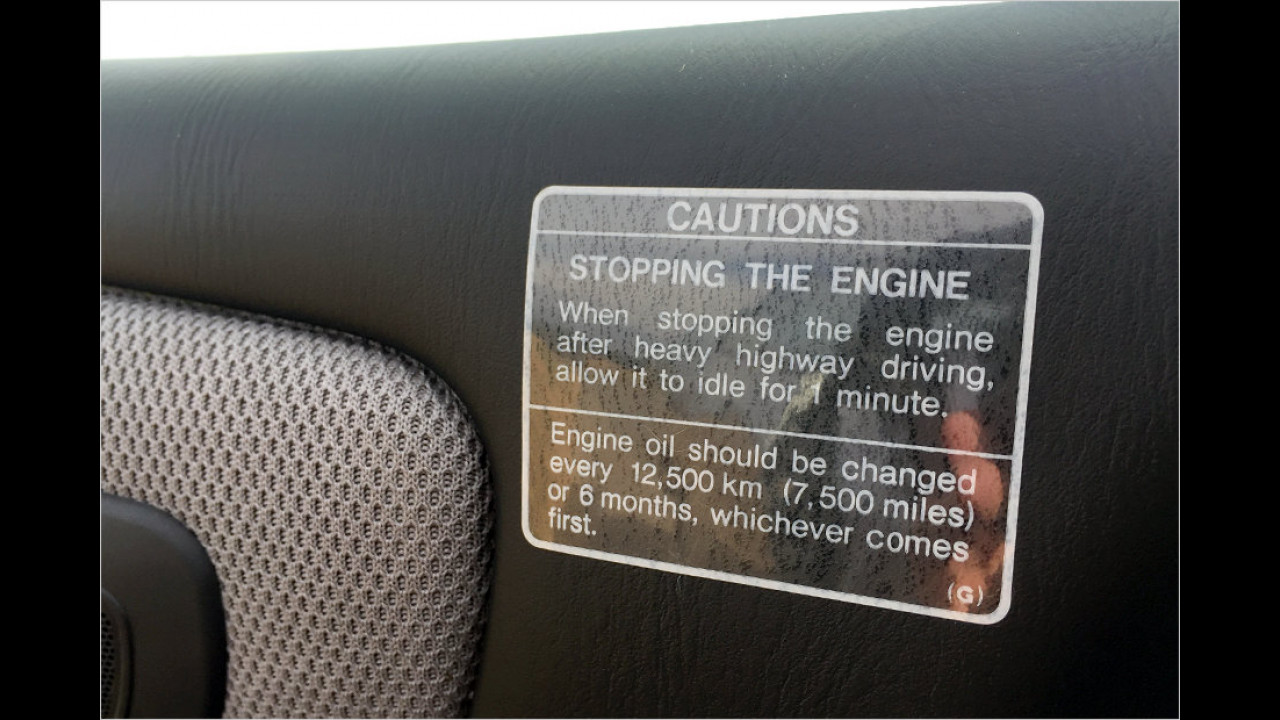 CAUTIONS
STOPPING THE ENGINE
When stopping the engine
after heavy highway driving,
allow it to idle for 1 minute.
Engine oil should be changed
every 12,500 km (7,500 miles)
or 6 months, whichever comes
first.
(G)